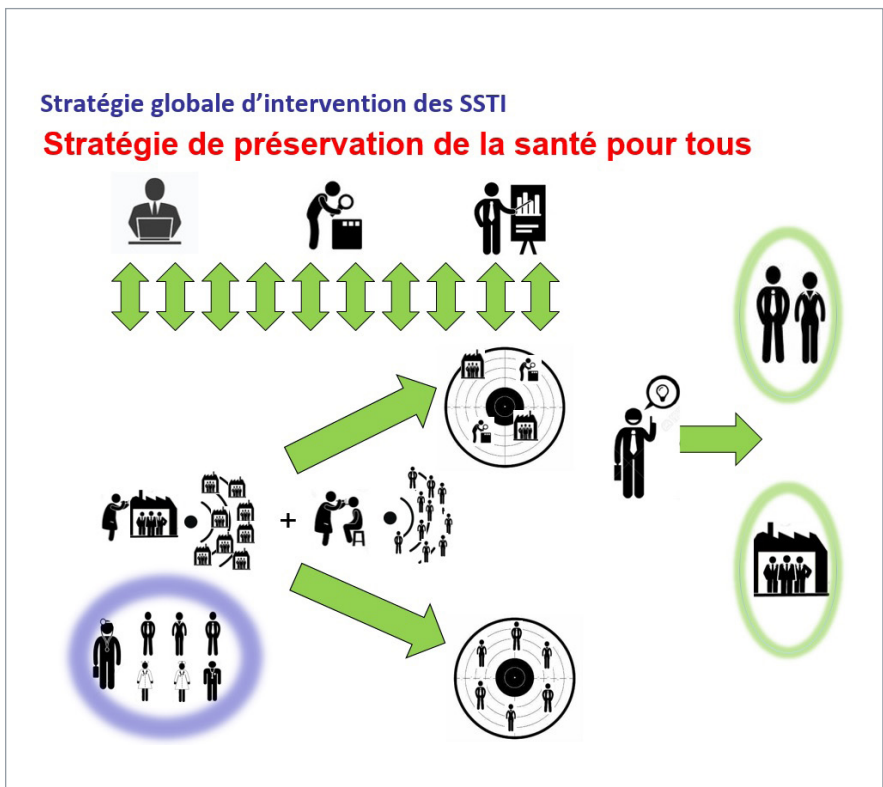 Stratégie globale d’intervention des SSTI
Stratégie de préservation de la santé pour tous
+